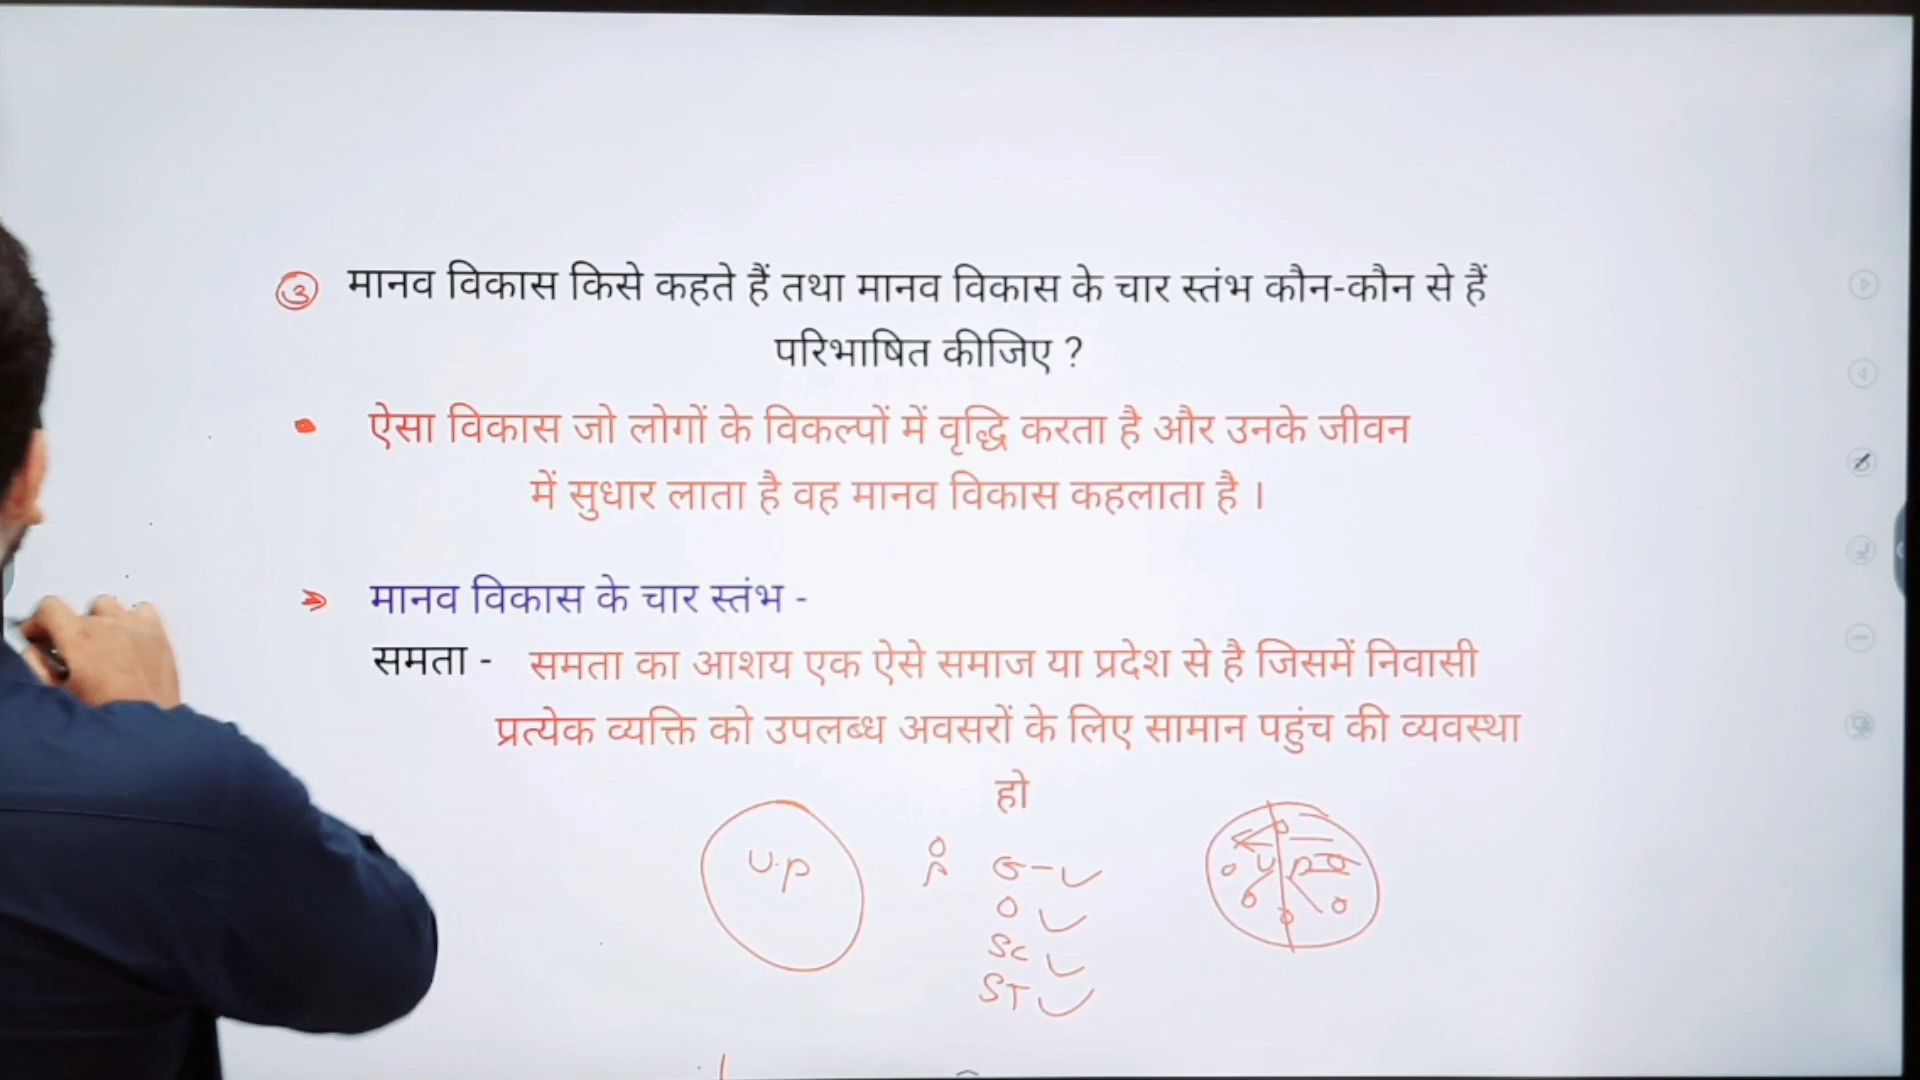 ③ मानव विकास किसे कहते हैं तथा मानव विकास के चार स्तंभ कौन-कौन से हैं
परिभाषित कीजिए ?
ऐसा विकास जो लोगों के विकल्पों में वृद्धि करता है और उनके जीवन
में सुधार लाता है वह मानव विकास कहलाता है ।
मानव विकास के चार स्तंभ -
समता - समता का आशय एक ऐसे समाज या प्रदेश से है जिसमें निवासी
प्रत्येक व्यक्ति को उपलब्ध अवसरों के लिए सामान पहुंच की व्यवस्था
हो
U.P
G - ✓
O ✓
SC ✓
ST ✓